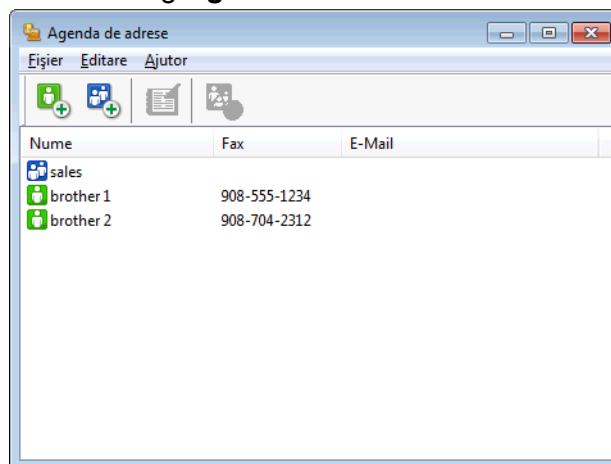 Agenda de adrese
Fişier Editare Ajutor
Nume Fax E-Mail
sales
brother 1 908-555-1234
brother 2 908-704-2312